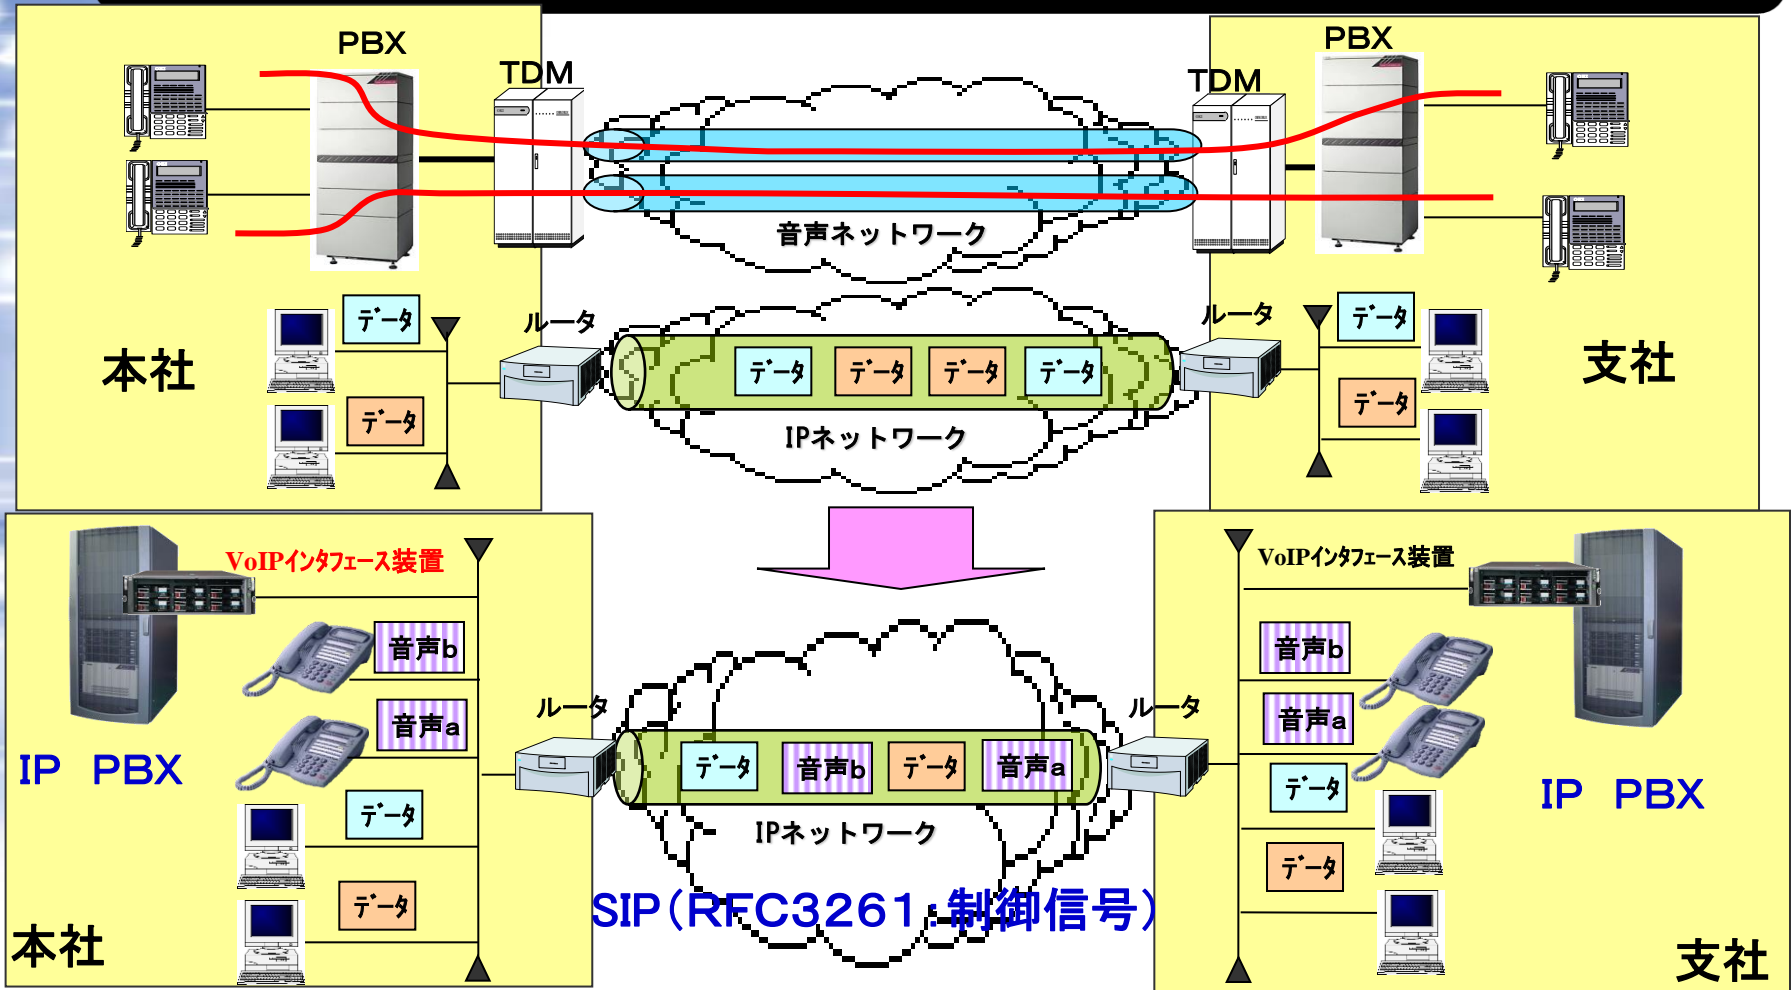 PBX
TDM
音声ネットワーク
TDM
PBX
本社
データ
データ
ルータ
データ
データ
データ
データ
IPネットワーク
ルータ
データ
データ
支社
VoIPインタフェース装置
音声b
音声a
IP PBX
データ
データ
本社
ルータ
データ
音声b
データ
音声a
IPネットワーク
SIP(RFC3261:制御信号)
ルータ
VoIPインタフェース装置
音声b
音声a
データ
データ
IP PBX
支社